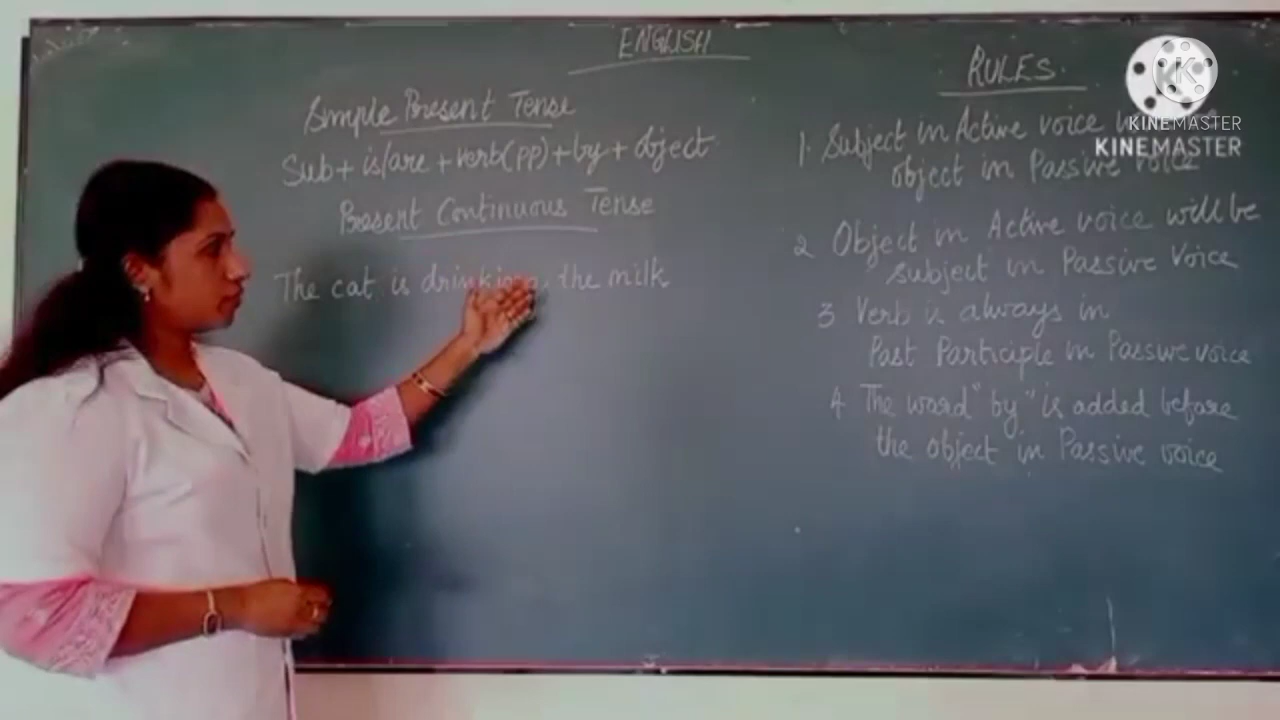 ENGLISH
Simple Present Tense
Sub + is/are + verb(pp) + by + object
Present Continuous Tense
The cat is drinking the milk
RULES
1. Subject in Active voice
object in Passive voice
2 Object in Active voice will be
subject in Passive Voice
3 Verb is always in
Past Participle in Passive voice
4 The word "by" is added before
the object in Passive voice
KINEMASTER
KINEMASTER